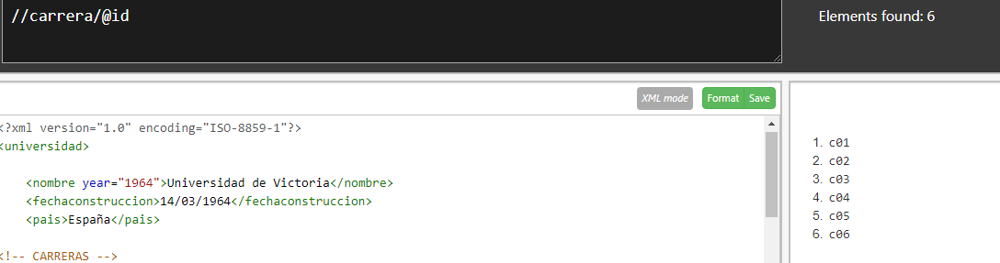 //carrera/@id
Elements found: 6
XML mode
Format
Save
<?xml version="1.0" encoding="ISO-8859-1"?>
<universidad>
<nombre year="1964">Universidad de Victoria</nombre>
<fechaconstruccion>14/03/1964</fechaconstruccion>
<pais>España</pais>
<!-- CARRERAS -->
1. c01
2. c02
3. c03
4. c04
5. c05
6. c06